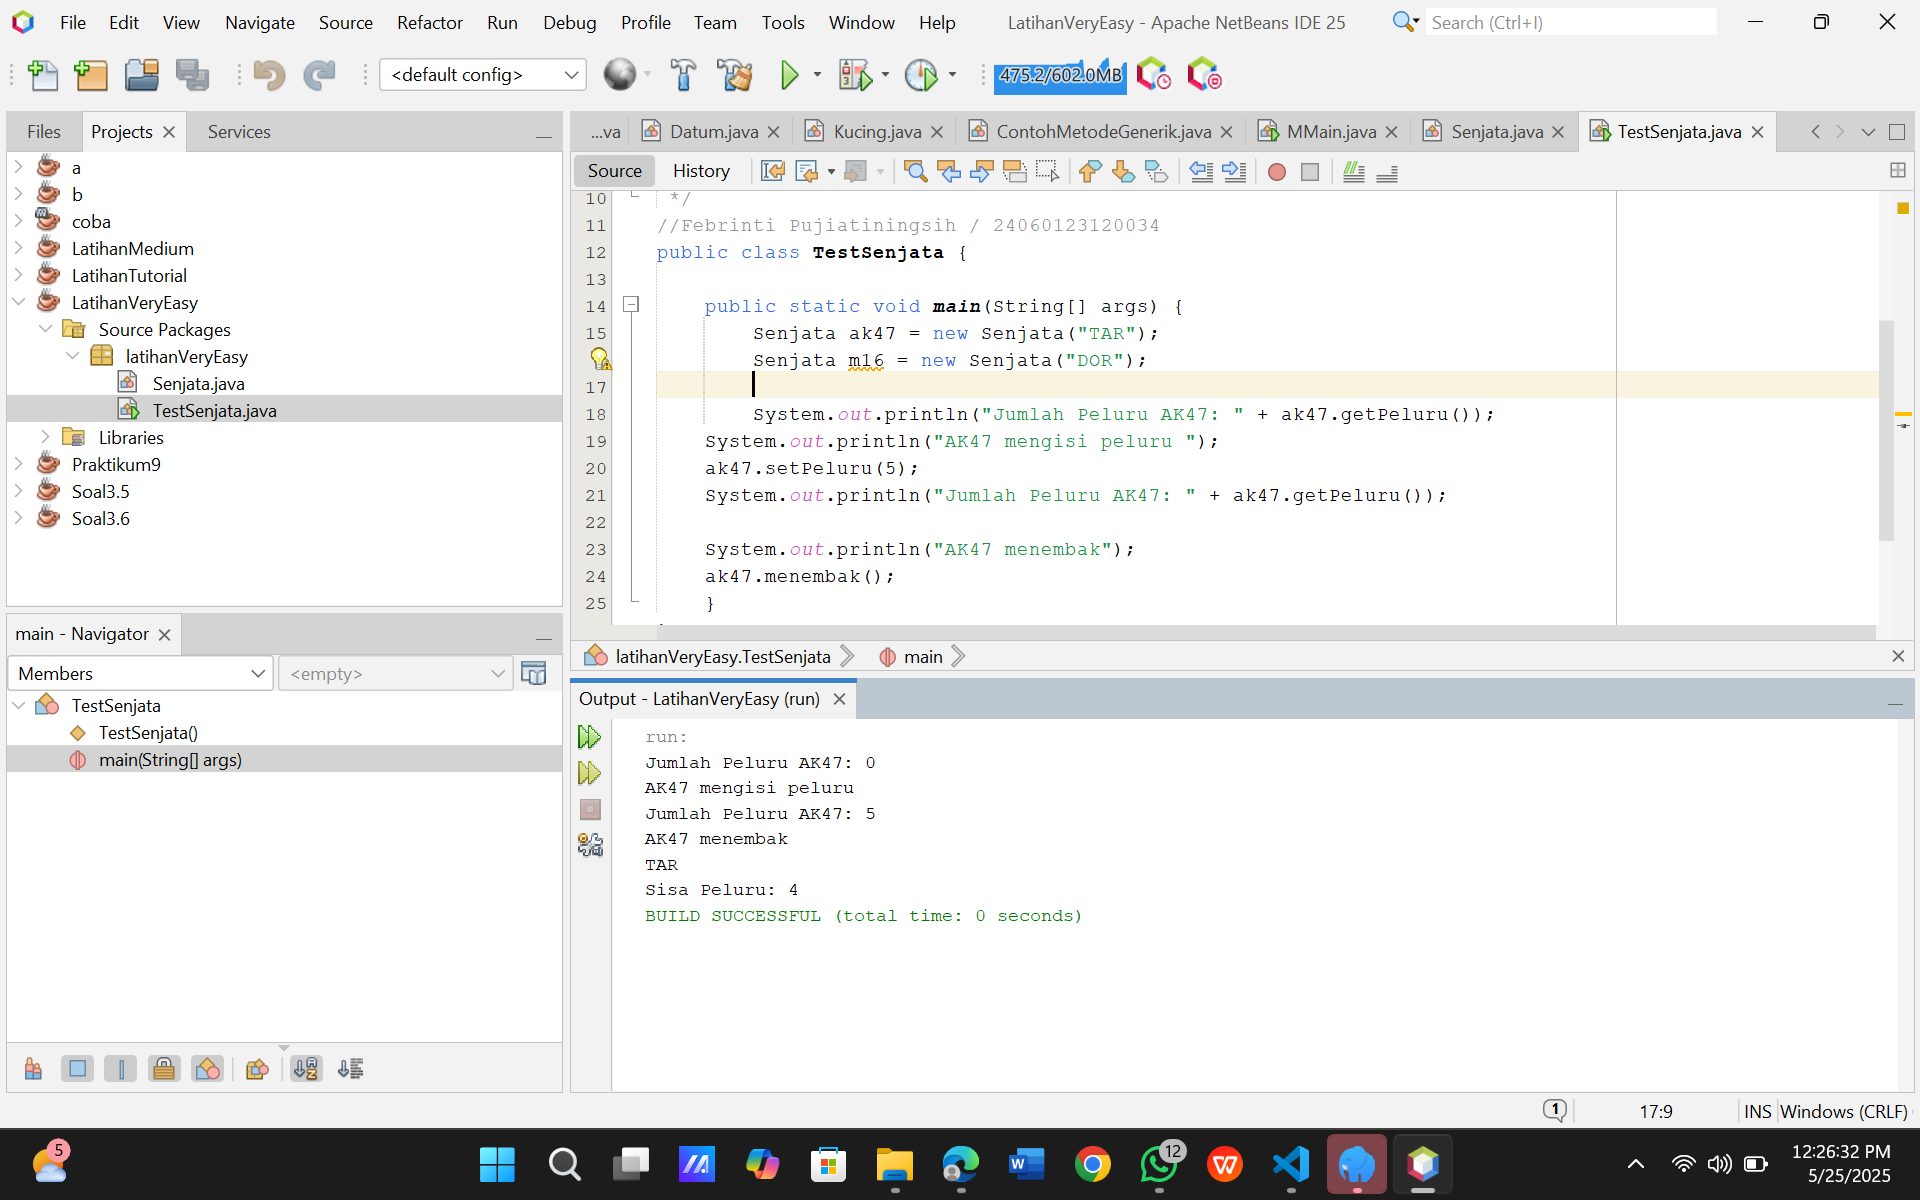 File Edit View Navigate Source Refactor Run Debug Profile Team Tools Window Help LatihanVeryEasy - Apache NetBeans IDE 25 Search (Ctrl+I)
<default config> 475.2/602.0MB
Files Projects Services
a
b
coba
LatihanMedium
LatihanTutorial
LatihanVeryEasy
Source Packages
latihanVeryEasy
Senjata.java
TestSenjata.java
Libraries
Praktikum9
Soal3.5
Soal3.6
main - Navigator
Members <empty>
TestSenjata
TestSenjata()
main(String[] args)
...va Datum.java Kucing.java ContohMetodeGenerik.java MMain.java Senjata.java TestSenjata.java
Source History
10 */
11 //Febrinti Pujiatiningsih / 24060123120034
12 public class TestSenjata {
13
14 public static void main(String[] args) {
15 Senjata ak47 = new Senjata("TAR");
Senjata m16 = new Senjata("DOR");
17
18 System.out.println("Jumlah Peluru AK47: " + ak47.getPeluru());
19 System.out.println("AK47 mengisi peluru ");
20 ak47.setPeluru(5);
21 System.out.println("Jumlah Peluru AK47: " + ak47.getPeluru());
22
23 System.out.println("AK47 menembak");
24 ak47.menembak();
25 }
latihanVeryEasy.TestSenjata main
Output - LatihanVeryEasy (run)
run:
Jumlah Peluru AK47: 0
AK47 mengisi peluru
Jumlah Peluru AK47: 5
AK47 menembak
TAR
Sisa Peluru: 4
BUILD SUCCESSFUL (total time: 0 seconds)
1 17:9 INS Windows (CRLF)
5 12 12:26:32 PM
5/25/2025